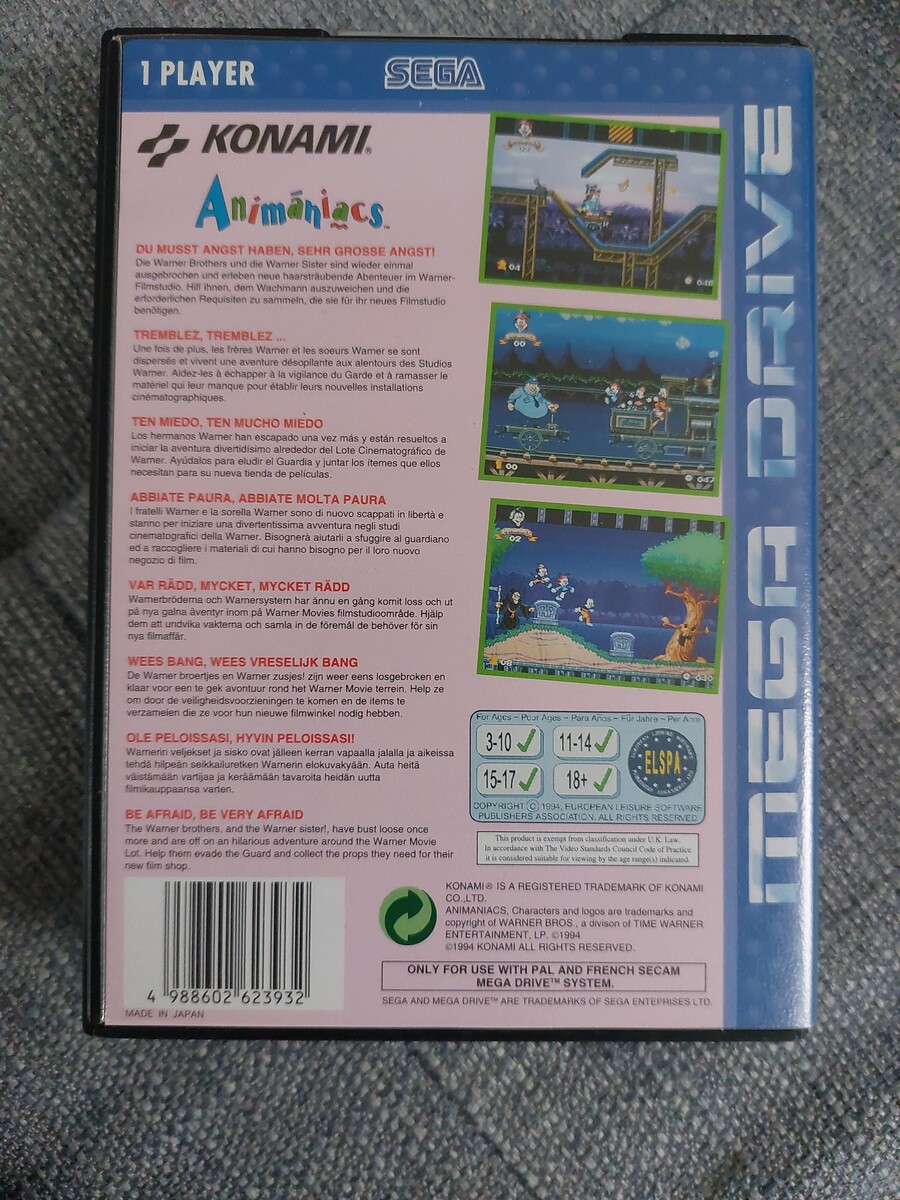 1 PLAYER
SEGA
KONAMI®
Animaniacs™
DU MUSST ANGST HABEN, SEHR GROSSE ANGST!
Die Warner Brothers und die Warner Sister sind wieder einmal
ausgebrochen und erleben neue haarsträubende Abenteuer im Warner-
Filmstudio. Hilf ihnen, dem Wachmann auszuweichen und die
erforderlichen Requisiten zu sammeln, die sie für ihr neues Filmstudio
benötigen.
TREMBLEZ, TREMBLEZ ...
Une fois de plus, les frères Warner et les soeurs Warner se sont
dispersés et vivent une aventure désopilante aux alentours des Studios
Warner. Aidez-les à échapper à la vigilance du Garde et à ramasser le
matériel qui leur manque pour établir leurs nouvelles installations
cinématographiques.
TEN MIEDO, TEN MUCHO MIEDO
Los hermanos Warner han escapado una vez más y están resueltos a
iniciar la aventura divertidísimo alrededor del Lote Cinematográfico de
Warner. Ayúdalos para eludir el Guardia y juntar los ítemes que ellos
necesitan para su nueva tienda de películas.
ABBIATE PAURA, ABBIATE MOLTA PAURA
I fratelli Warner e la sorella Warner sono di nuovo scappati in libertà e
stanno per iniziare una divertentissima avventura negli studi
cinematografici della Warner. Bisognerà aiutarli a sfuggire al guardiano
ed a raccogliere i materiali di cui hanno bisogno per il loro nuovo
negozio di film.
VAR RÄDD, MYCKET, MYCKET RÄDD
Warnerbröderna och Warnersystern har ännu en gång komit loss och ut
på nya galna äventyr inom på Warner Movies filmstudioområde. Hjälp
dem att undvika vakterna och samla in de föremål de behöver för sin
nya filmaffär.
WEES BANG, WEES VRESELIJK BANG
De Warner broertjes en Warner zusjes! zijn weer eens losgebroken en
klaar voor een te gek avontuur rond het Warner Movie terrein. Help ze
om door de veiligheidsvoorzieningen te komen en de items te
verzamelen die ze voor hun nieuwe filmwinkel nodig hebben.
OLE PELOISSASI, HYVIN PELOISSASI!
Warnerin veljekset ja sisko ovat jälleen kerran vapaalla jalalla ja aikeissa
tehdä hilpeän seikkailuretken Warnerin elokuvakyään. Auta heitä
väistämään vartijaa ja keräämään tavaroita heidän uutta
filmikauppaansa varten.
BE AFRAID, BE VERY AFRAID
The Warner brothers, and the Warner sister!, have bust loose once
more and are off on an hilarious adventure around the Warner Movie
Lot. Help them evade the Guard and collect the props they need for their
new film shop.
4 988602 623932
MADE IN JAPAN
04
048
00
00
047
02
08
040
For Ages ~ Pour Ages ~ Para Años ~ Für Jahre ~ Per Anni
3-10 11-14
15-17 18+
ELSPA
COPYRIGHT © 1994, EUROPEAN LEISURE SOFTWARE
PUBLISHERS ASSOCIATION. ALL RIGHTS RESERVED
This product is exempt from classification under U.K. Law.
In accordance with The Video Standards Council Code of Practice
it is considered suitable for viewing by the age range(s) indicated.
KONAMI® IS A REGISTERED TRADEMARK OF KONAMI
CO.,LTD.
ANIMANIACS, Characters and logos are trademarks and
copyright of WARNER BROS., a divison of TIME WARNER
ENTERTAINMENT, LP. ©1994
©1994 KONAMI ALL RIGHTS RESERVED.
ONLY FOR USE WITH PAL AND FRENCH SECAM
MEGA DRIVE™ SYSTEM.
SEGA AND MEGA DRIVE™ ARE TRADEMARKS OF SEGA ENTEPRISES LTD.
MEGA DRIVE